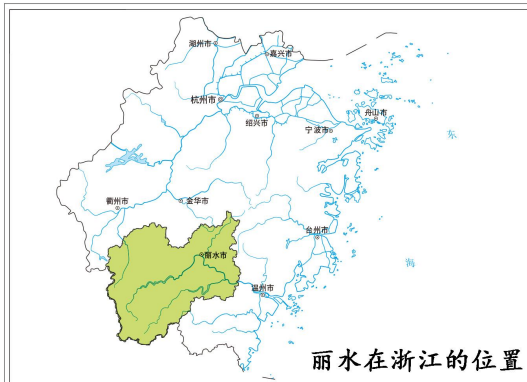 湖州市
嘉兴市
杭州市
舟山市
绍兴市
宁波市
东
衢州市
金华市
台州市
丽水市
海
温州市
丽水在浙江的位置